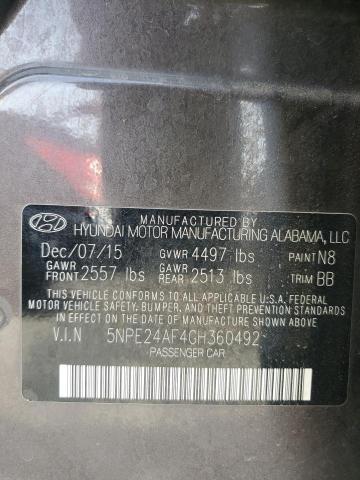 MANUFACTURED BY
HYUNDAI MOTOR MANUFACTURING ALABAMA, LLC
Dec/07/15 GVWR 4497 lbs PAINT N8
GAWR FRONT 2557 lbs GAWR REAR 2513 lbs TRIM BB
THIS VEHICLE CONFORMS TO ALL APPLICABLE U.S.A. FEDERAL
MOTOR VEHICLE SAFETY, BUMPER, AND THEFT PREVENTION
STANDARDS IN EFFECT ON THE DATE OF MANUFACTURE SHOWN ABOVE.
V.I.N 5NPE24AF4GH360492
PASSENGER CAR